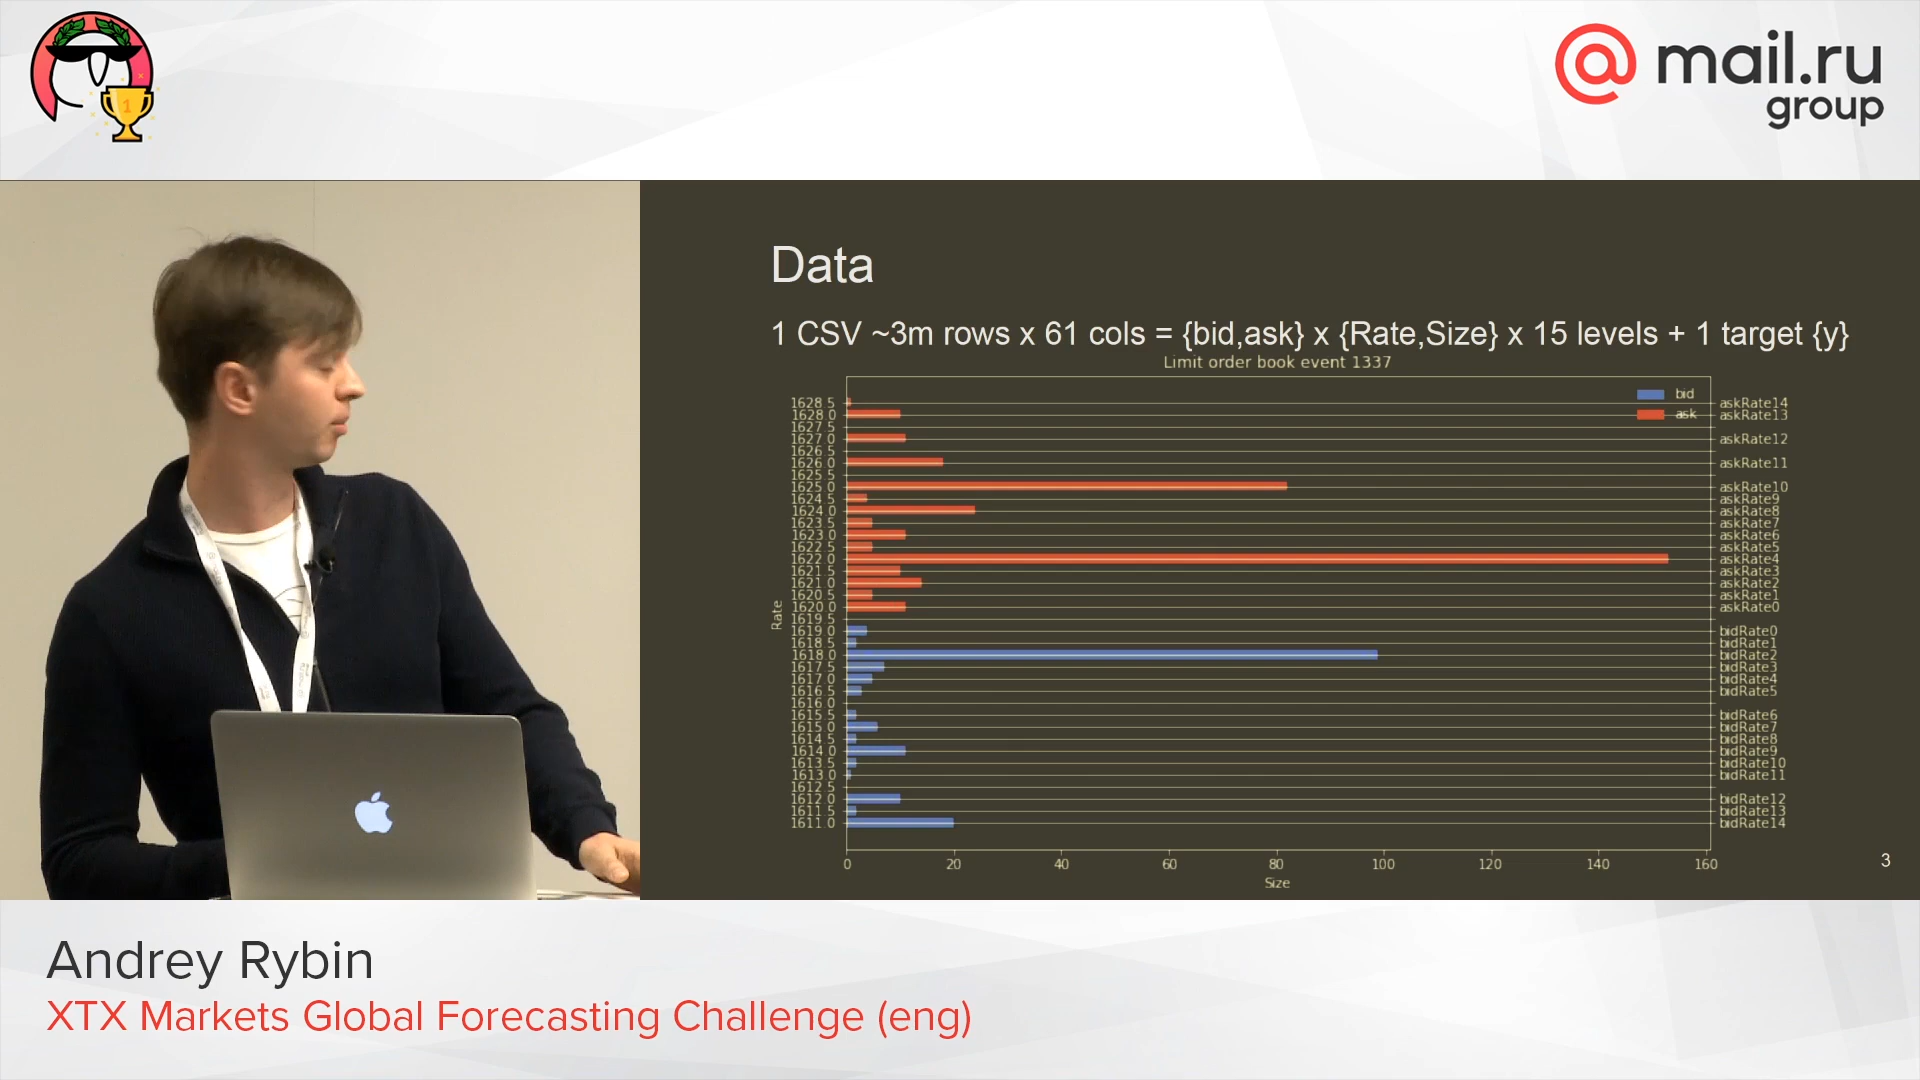 1
@mail.ru
group
Data
1 CSV ~3m rows x 61 cols = {bid,ask} x {Rate,Size} x 15 levels + 1 target {y}
Limit order book event 1337
bid
ask
Rate
1628.5
1628.0
1627.5
1627.0
1626.5
1626.0
1625.5
1625.0
1624.5
1624.0
1623.5
1623.0
1622.5
1622.0
1621.5
1621.0
1620.5
1620.0
1619.5
1619.0
1618.5
1618.0
1617.5
1617.0
1616.5
1616.0
1615.5
1615.0
1614.5
1614.0
1613.5
1613.0
1612.5
1612.0
1611.5
1611.0
askRate14
askRate13
askRate12
askRate11
askRate10
askRate9
askRate8
askRate7
askRate6
askRate5
askRate4
askRate3
askRate2
askRate1
askRate0
bidRate0
bidRate1
bidRate2
bidRate3
bidRate4
bidRate5
bidRate6
bidRate7
bidRate8
bidRate9
bidRate10
bidRate11
bidRate12
bidRate13
bidRate14
0 20 40 60 80 100 120 140 160
Size
3
Andrey Rybin
XTX Markets Global Forecasting Challenge (eng)